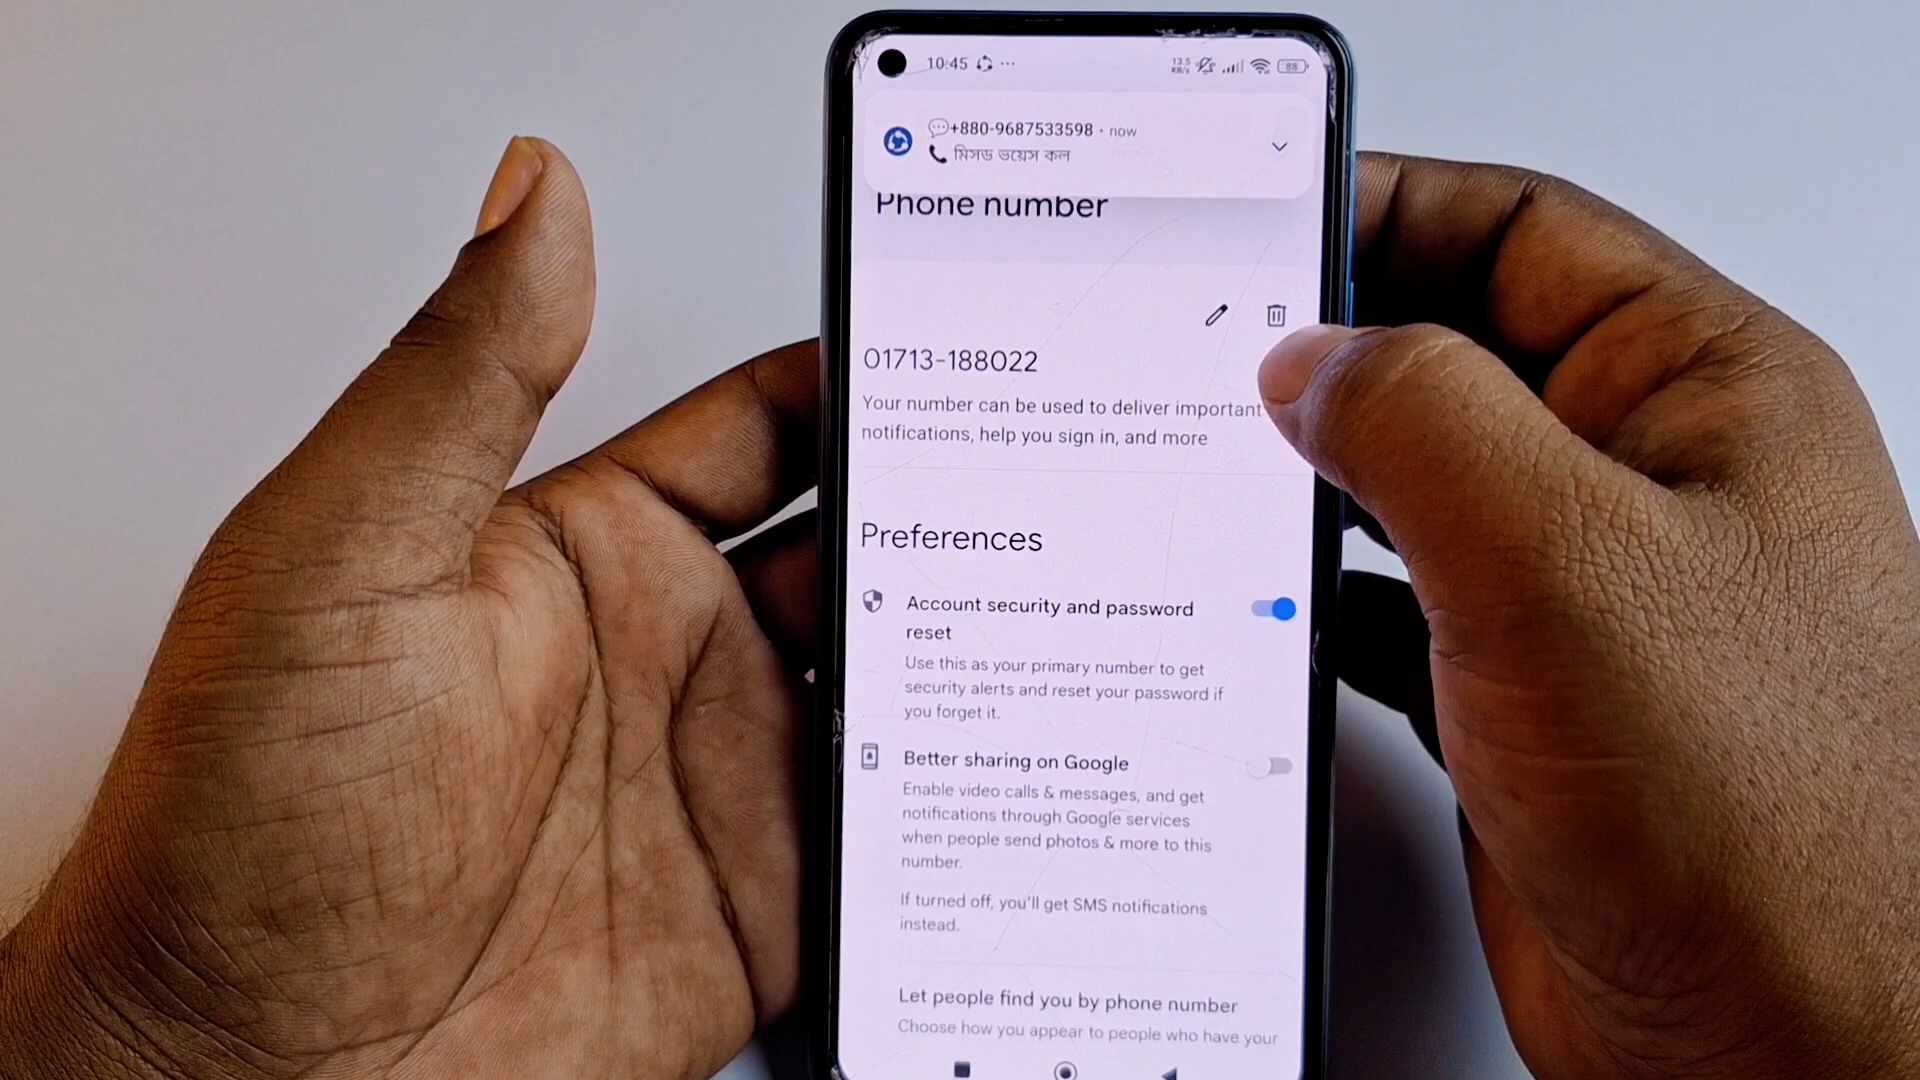 10:45
13.5
KB/s
88
+880-9687533598 · now
মিসড ভয়েস কল
Phone number
01713-188022
Your number can be used to deliver important
notifications, help you sign in, and more
Preferences
Account security and password
reset
Use this as your primary number to get
security alerts and reset your password if
you forget it.
Better sharing on Google
Enable video calls & messages, and get
notifications through Google services
when people send photos & more to this
number.
If turned off, you'll get SMS notifications
instead.
Let people find you by phone number
Choose how you appear to people who have your